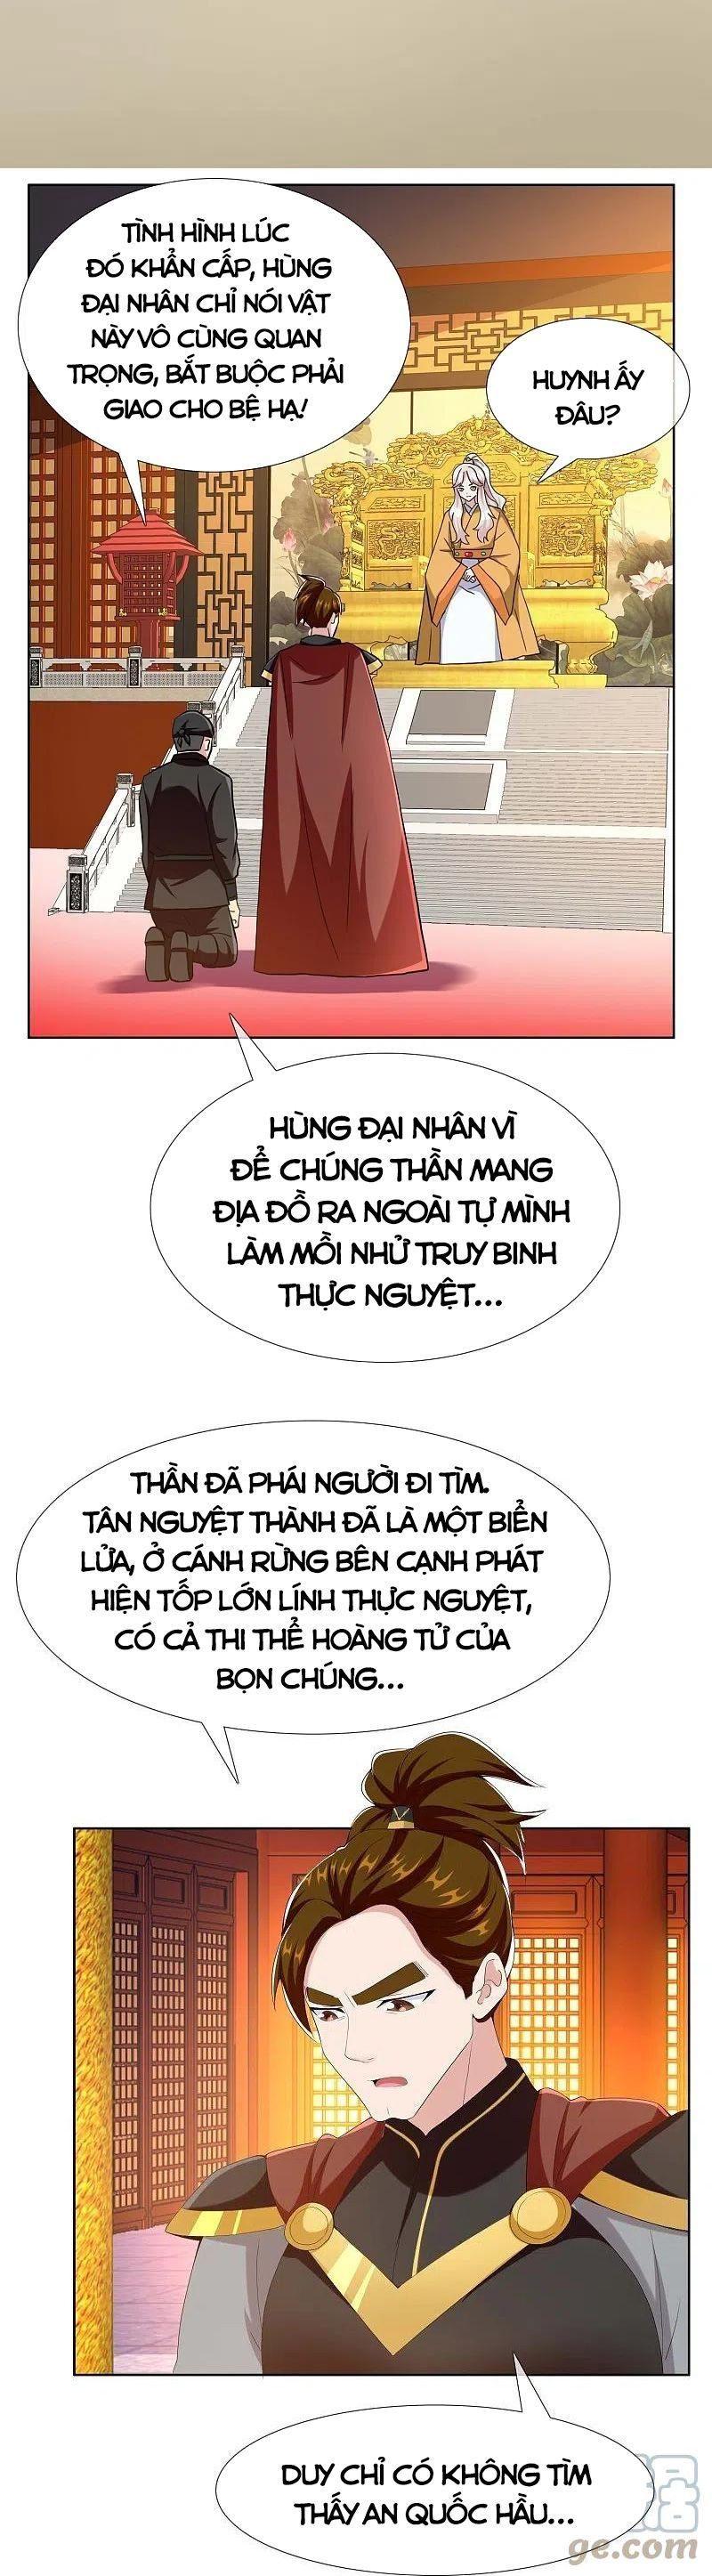 TÌNH HÌNH LÚC
ĐÓ KHẨN CẤP, HÙNG
ĐẠI NHÂN CHỈ NÓI VẬT
NÀY VÔ CÙNG QUAN
TRỌNG, BẮT BUỘC PHẢI
GIAO CHO BỆ HẠ!
HUYNH ẤY
ĐÂU?
HÙNG ĐẠI NHÂN VÌ
ĐỂ CHÚNG THẦN MANG
ĐỊA ĐỒ RA NGOÀI TỰ MÌNH
LÀM MỒI NHỬ TRUY BINH
THỰC NGUYỆT...
THẦN ĐÃ PHÁI NGƯỜI ĐI TÌM.
TÂN NGUYỆT THÀNH ĐÃ LÀ MỘT BIỂN
LỬA, Ở CÁNH RỪNG BÊN CẠNH PHÁT
HIỆN TỐP LỚN LÍNH THỰC NGUYỆT,
CÓ CẢ THI THỂ HOÀNG TỬ CỦA
BỌN CHÚNG...
DUY CHỈ CÓ KHÔNG TÌM
THẤY AN QUỐC HẦU...
ge.com